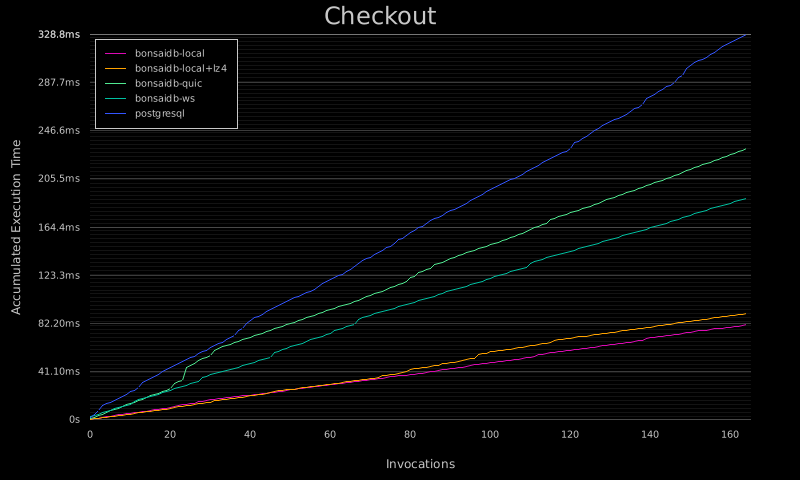 Checkout
328.8ms
287.7ms
246.6ms
205.5ms
164.4ms
123.3ms
82.20ms
41.10ms
0s
bonsaidb-local
bonsaidb-local+lz4
bonsaidb-quic
bonsaidb-ws
postgresql
Accumulated Execution Time
0 20 40 60 80 100 120 140 160
Invocations